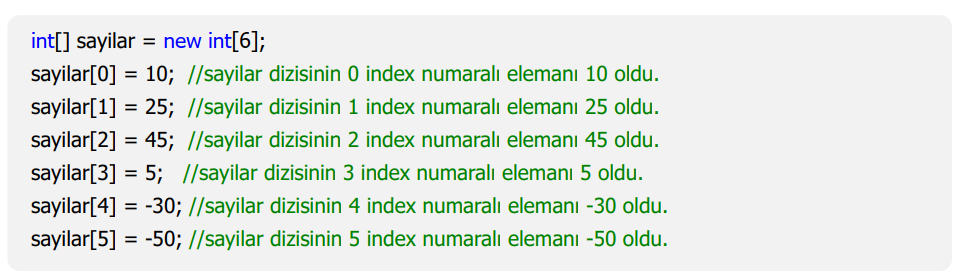 int[] sayilar = new int[6];
sayilar[0] = 10; //sayilar dizisinin 0 index numaralı elemanı 10 oldu.
sayilar[1] = 25; //sayilar dizisinin 1 index numaralı elemanı 25 oldu.
sayilar[2] = 45; //sayilar dizisinin 2 index numaralı elemanı 45 oldu.
sayilar[3] = 5; //sayilar dizisinin 3 index numaralı elemanı 5 oldu.
sayilar[4] = -30; //sayilar dizisinin 4 index numaralı elemanı -30 oldu.
sayilar[5] = -50; //sayilar dizisinin 5 index numaralı elemanı -50 oldu.